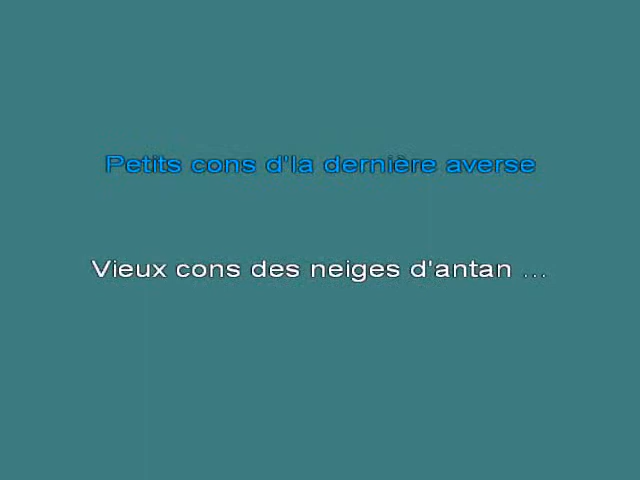 Petits cons d'la dernière averse
Vieux cons des neiges d'antan ...